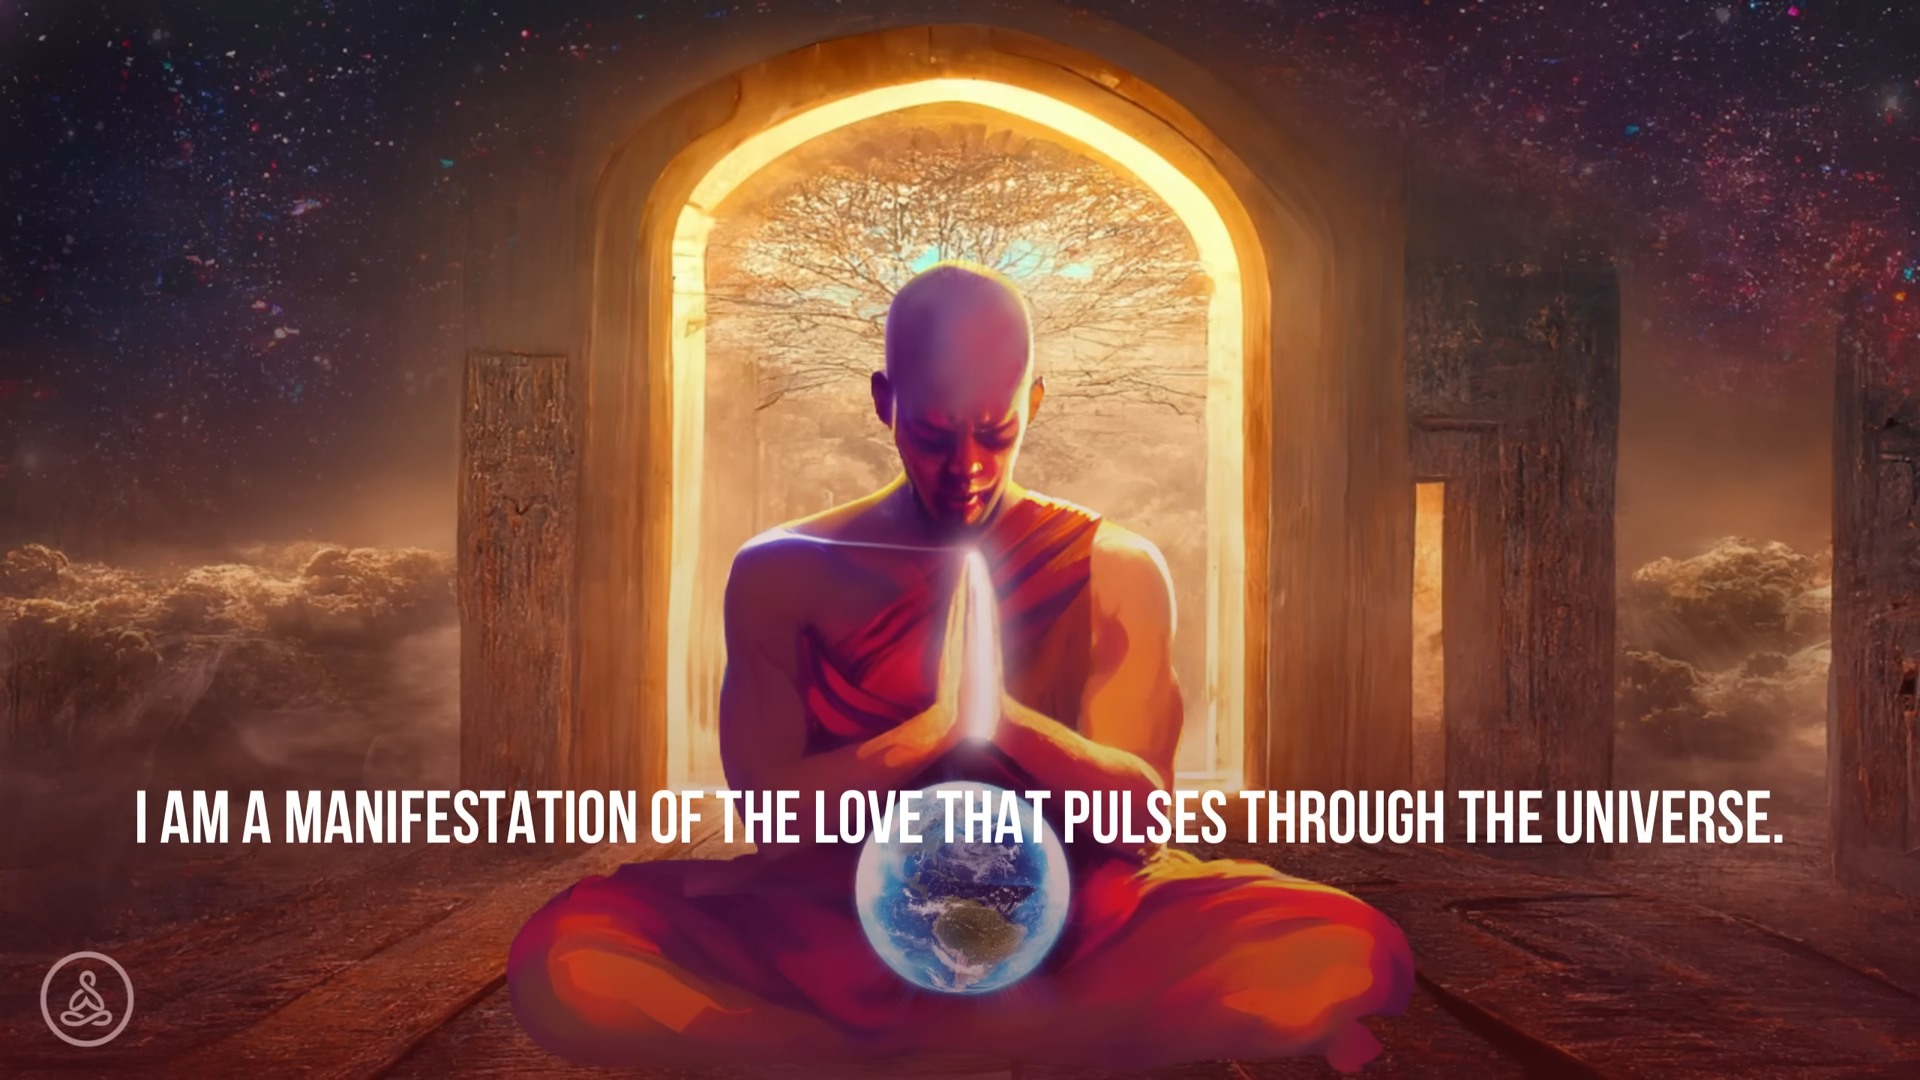 I AM A MANIFESTATION OF THE LOVE THAT PULSES THROUGH THE UNIVERSE.